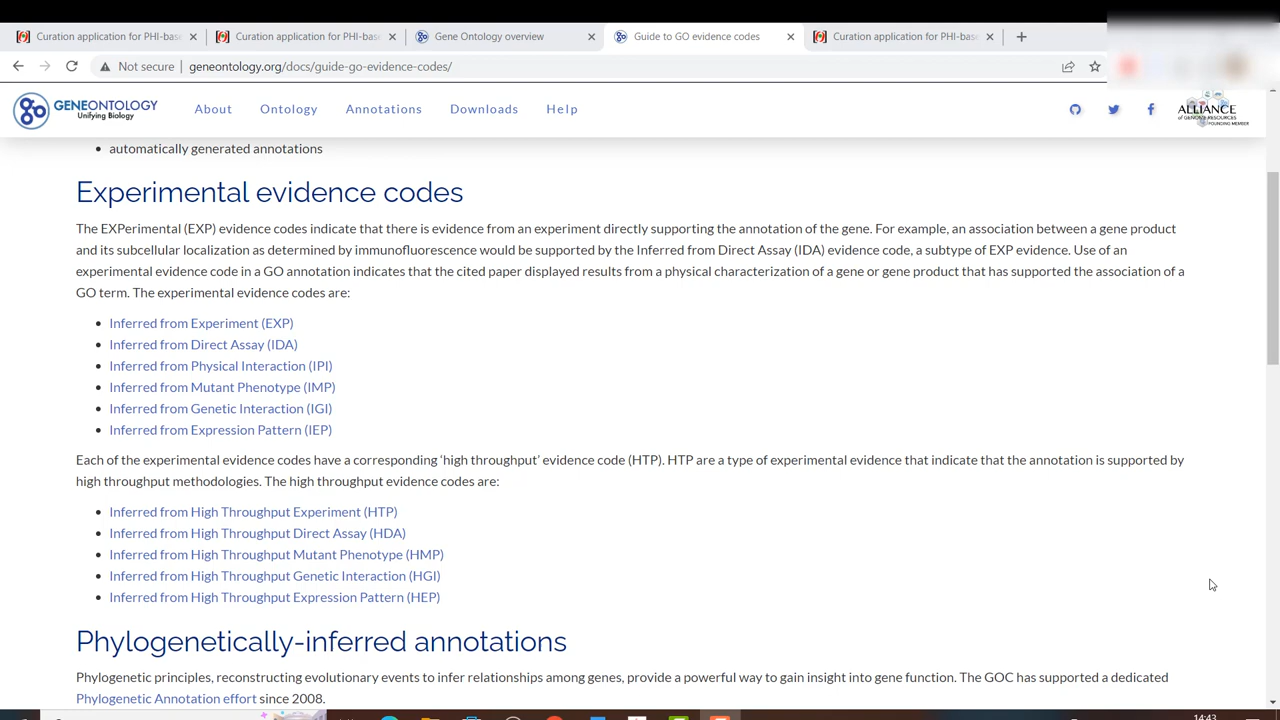 Curation application for PHI-bas
Curation application for PHI-bas
Gene Ontology overview
Guide to GO evidence codes
Curation application for PHI-bas
Not secure
geneontology.org/docs/guide-go-evidence-codes/
GENEONTOLOGY
Unifying Biology
About
Ontology
Annotations
Downloads
Help
ALLIANCE
of GENOME RESOURCES
FOUNDING MEMBER
automatically generated annotations
Experimental evidence codes
The EXPerimental (EXP) evidence codes indicate that there is evidence from an experiment directly supporting the annotation of the gene. For example, an association between a gene product
and its subcellular localization as determined by immunofluorescence would be supported by the Inferred from Direct Assay (IDA) evidence code, a subtype of EXP evidence. Use of an
experimental evidence code in a GO annotation indicates that the cited paper displayed results from a physical characterization of a gene or gene product that has supported the association of a
GO term. The experimental evidence codes are:
Inferred from Experiment (EXP)
Inferred from Direct Assay (IDA)
Inferred from Physical Interaction (IPI)
Inferred from Mutant Phenotype (IMP)
Inferred from Genetic Interaction (IGI)
Inferred from Expression Pattern (IEP)
Each of the experimental evidence codes have a corresponding ‘high throughput’ evidence code (HTP). HTP are a type of experimental evidence that indicate that the annotation is supported by
high throughput methodologies. The high throughput evidence codes are:
Inferred from High Throughput Experiment (HTP)
Inferred from High Throughput Direct Assay (HDA)
Inferred from High Throughput Mutant Phenotype (HMP)
Inferred from High Throughput Genetic Interaction (HGI)
Inferred from High Throughput Expression Pattern (HEP)
Phylogenetically-inferred annotations
Phylogenetic principles, reconstructing evolutionary events to infer relationships among genes, provide a powerful way to gain insight into gene function. The GOC has supported a dedicated
Phylogenetic Annotation effort since 2008.
14:43